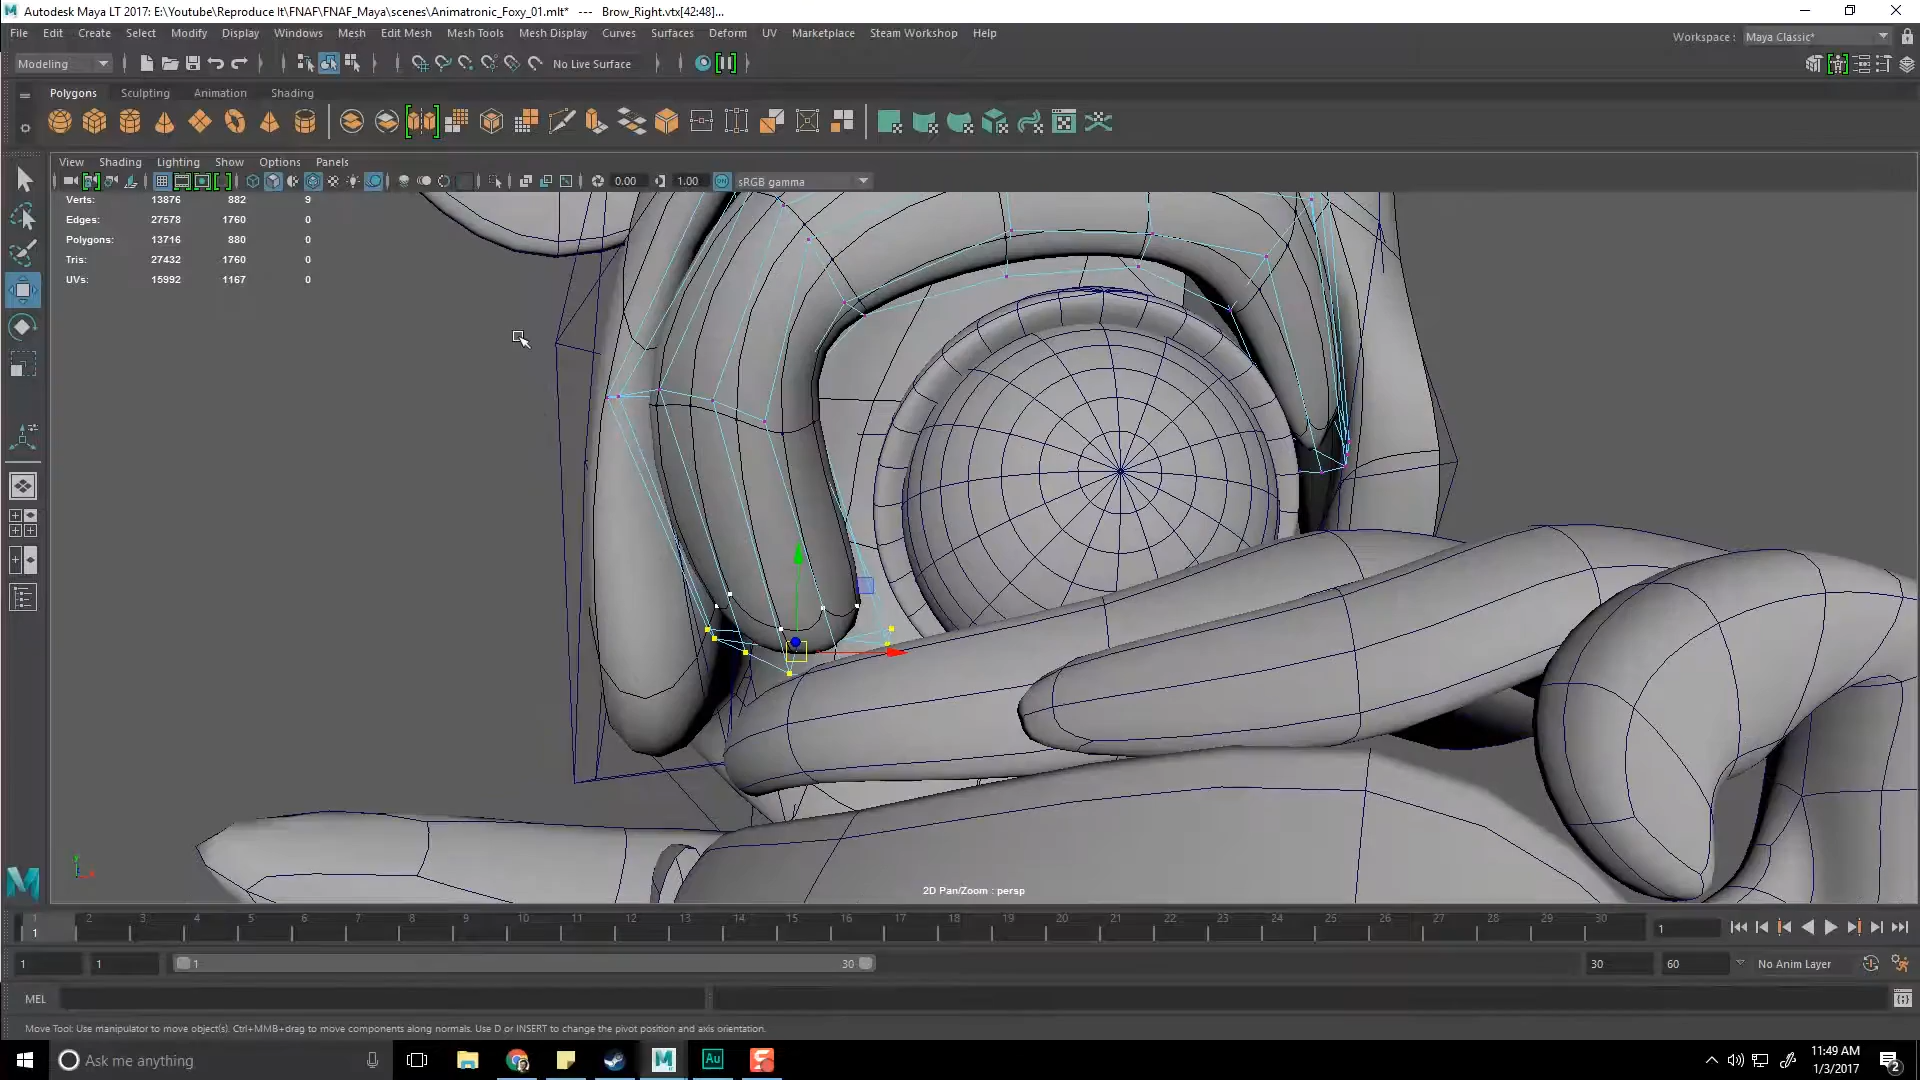 Autodesk Maya LT 2017: E:\Youtube\Reproduce It\FNAF\FNAF_Maya\scenes\Animatronic_Foxy_01.mlt* --- Brow_Right.vtx[42:48]...
File Edit Create Select Modify Display Windows Mesh Edit Mesh Mesh Tools Mesh Display Curves Surfaces Deform UV Marketplace Steam Workshop Help
Workspace : Maya Classic*
Modeling No Live Surface
Polygons Sculpting Animation Shading
View Shading Lighting Show Options Panels
0.00 1.00 ON sRGB gamma
Verts: 13876 882 9
Edges: 27578 1760 0
Polygons: 13716 880 0
Tris: 27432 1760 0
UVs: 15992 1167 0
2D Pan/Zoom : persp
1 2 3 4 5 6 7 8 9 10 11 12 13 14 15 16 17 18 19 20 21 22 23 24 25 26 27 28 29 30
1 1
1 1 1 30 30 60 No Anim Layer
MEL
Move Tool: Use manipulator to move object(s). Ctrl+MMB+drag to move components along normals. Use D or INSERT to change the pivot position and axis orientation.
Ask me anything
Au
11:49 AM
1/3/2017
2